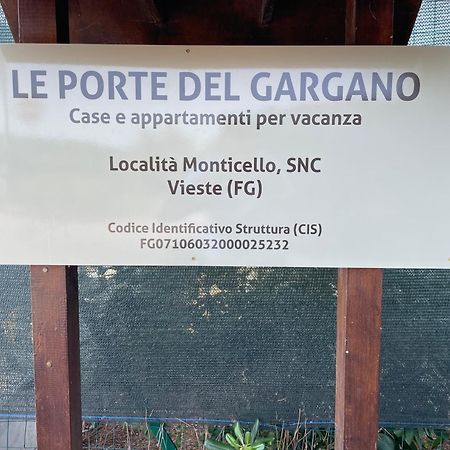 LE PORTE DEL GARGANO
Case e appartamenti per vacanza
Località Monticello, SNC
Vieste (FG)
Codice Identificativo Struttura (CIS)
FG07106032000025232